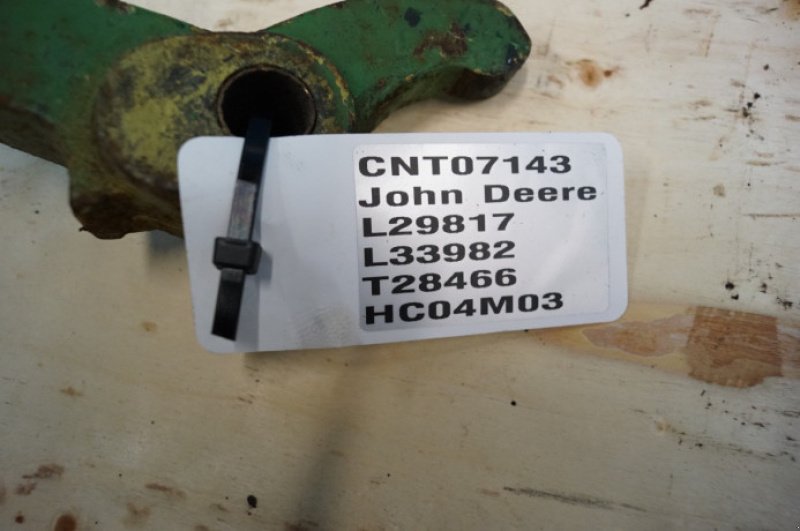 CNT07143
John Deere
L29817
L33982
T28466
HC04M03